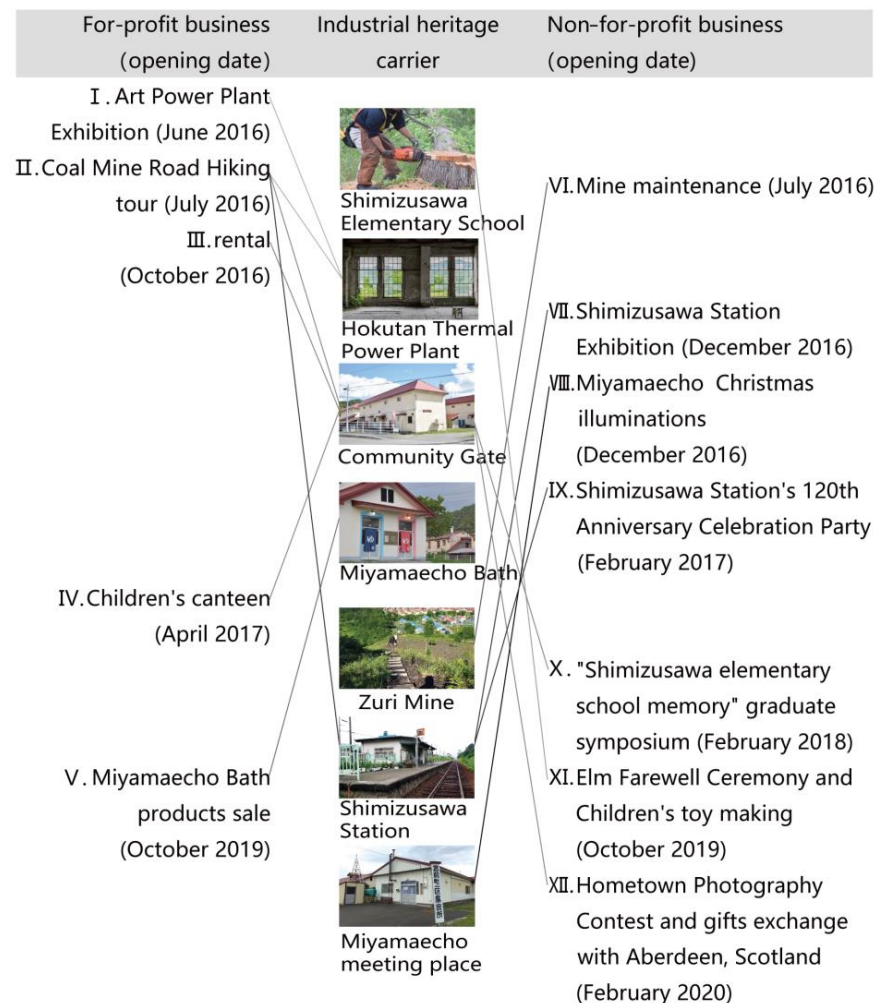 For-profit business
(opening date)
Industrial heritage
carrier
Non-for-profit business
(opening date)
Ⅰ. Art Power Plant
Exhibition (June 2016)
Ⅱ.Coal Mine Road Hiking
tour (July 2016)
Ⅲ.rental
(October 2016)
Ⅳ.Children's canteen
(April 2017)
Ⅴ. Miyamaecho Bath
products sale
(October 2019)
Shimizusawa
Elementary School
Hokutan Thermal
Power Plant
Community Gate
Miyamaecho Bath
Zuri Mine
Shimizusawa
Station
Miyamaecho
meeting place
Ⅵ.Mine maintenance (July 2016)
Ⅶ.Shimizusawa Station
Exhibition (December 2016)
Ⅷ.Miyamaecho Christmas
illuminations
(December 2016)
Ⅸ.Shimizusawa Station's 120th
Anniversary Celebration Party
(February 2017)
Ⅹ. "Shimizusawa elementary
school memory" graduate
symposium (February 2018)
Ⅺ.Elm Farewell Ceremony and
Children's toy making
(October 2019)
Ⅻ.Hometown Photography
Contest and gifts exchange
with Aberdeen, Scotland
(February 2020)